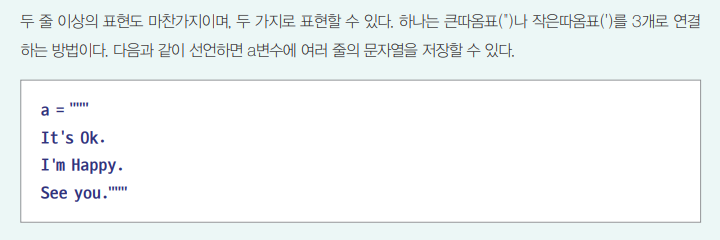 두 줄 이상의 표현도 마찬가지이며, 두 가지로 표현할 수 있다. 하나는 큰따옴표(")나 작은따옴표(')를 3개로 연결
하는 방법이다. 다음과 같이 선언하면 a변수에 여러 줄의 문자열을 저장할 수 있다.
a = """
It's Ok.
I'm Happy.
See you."""